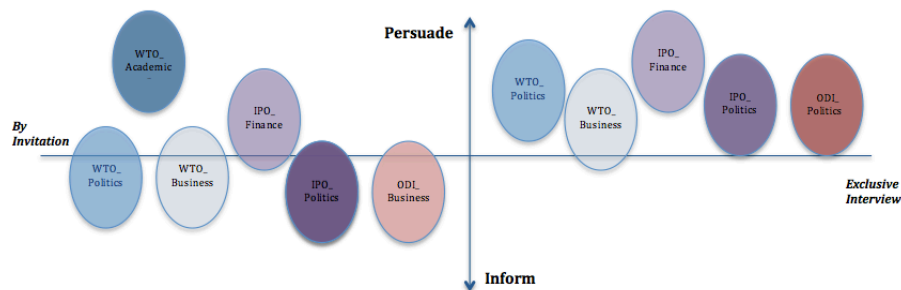 Persuade
WTO_
Academic
IPO_
Finance
WTO_
Politics
WTO_
Business
IPO_
Finance
IPO_
Politics
ODI_
Politics
By
Invitation
WTO_
Politics
WTO_
Business
IPO_
Politics
ODI_
Business
Exclusive
Interview
Inform